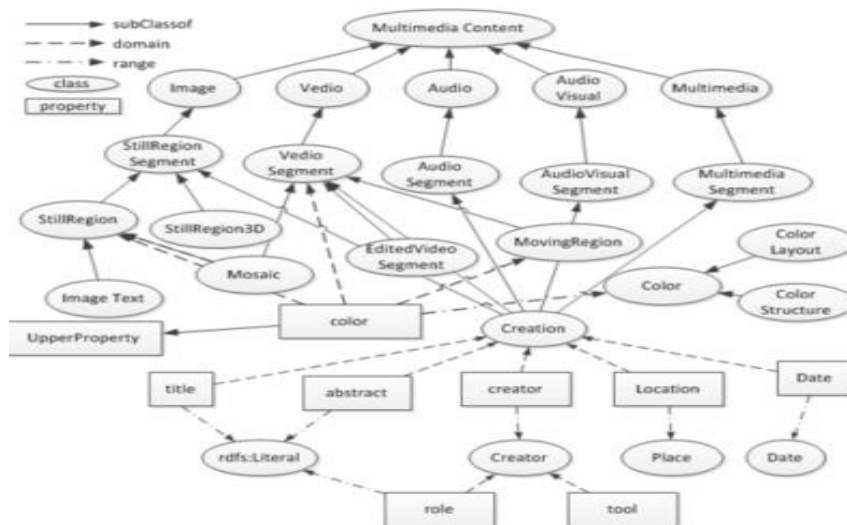 subClassof
domain
range
class
property
Multimedia Content
Image
Vedio
Audio
Audio
Visual
Multimedia
StillRegion
Segment
Vedio
Segment
Audio
Segment
AudioVisual
Segment
Multimedia
Segment
StillRegion
StillRegion3D
EditedVideo
Segment
MovingRegion
Color
Layout
Mosaic
Image Text
Color
Color
Structure
color
UpperProperty
Creation
title
abstract
creator
Location
Date
rdfs:Literal
Creator
Place
Date
role
tool